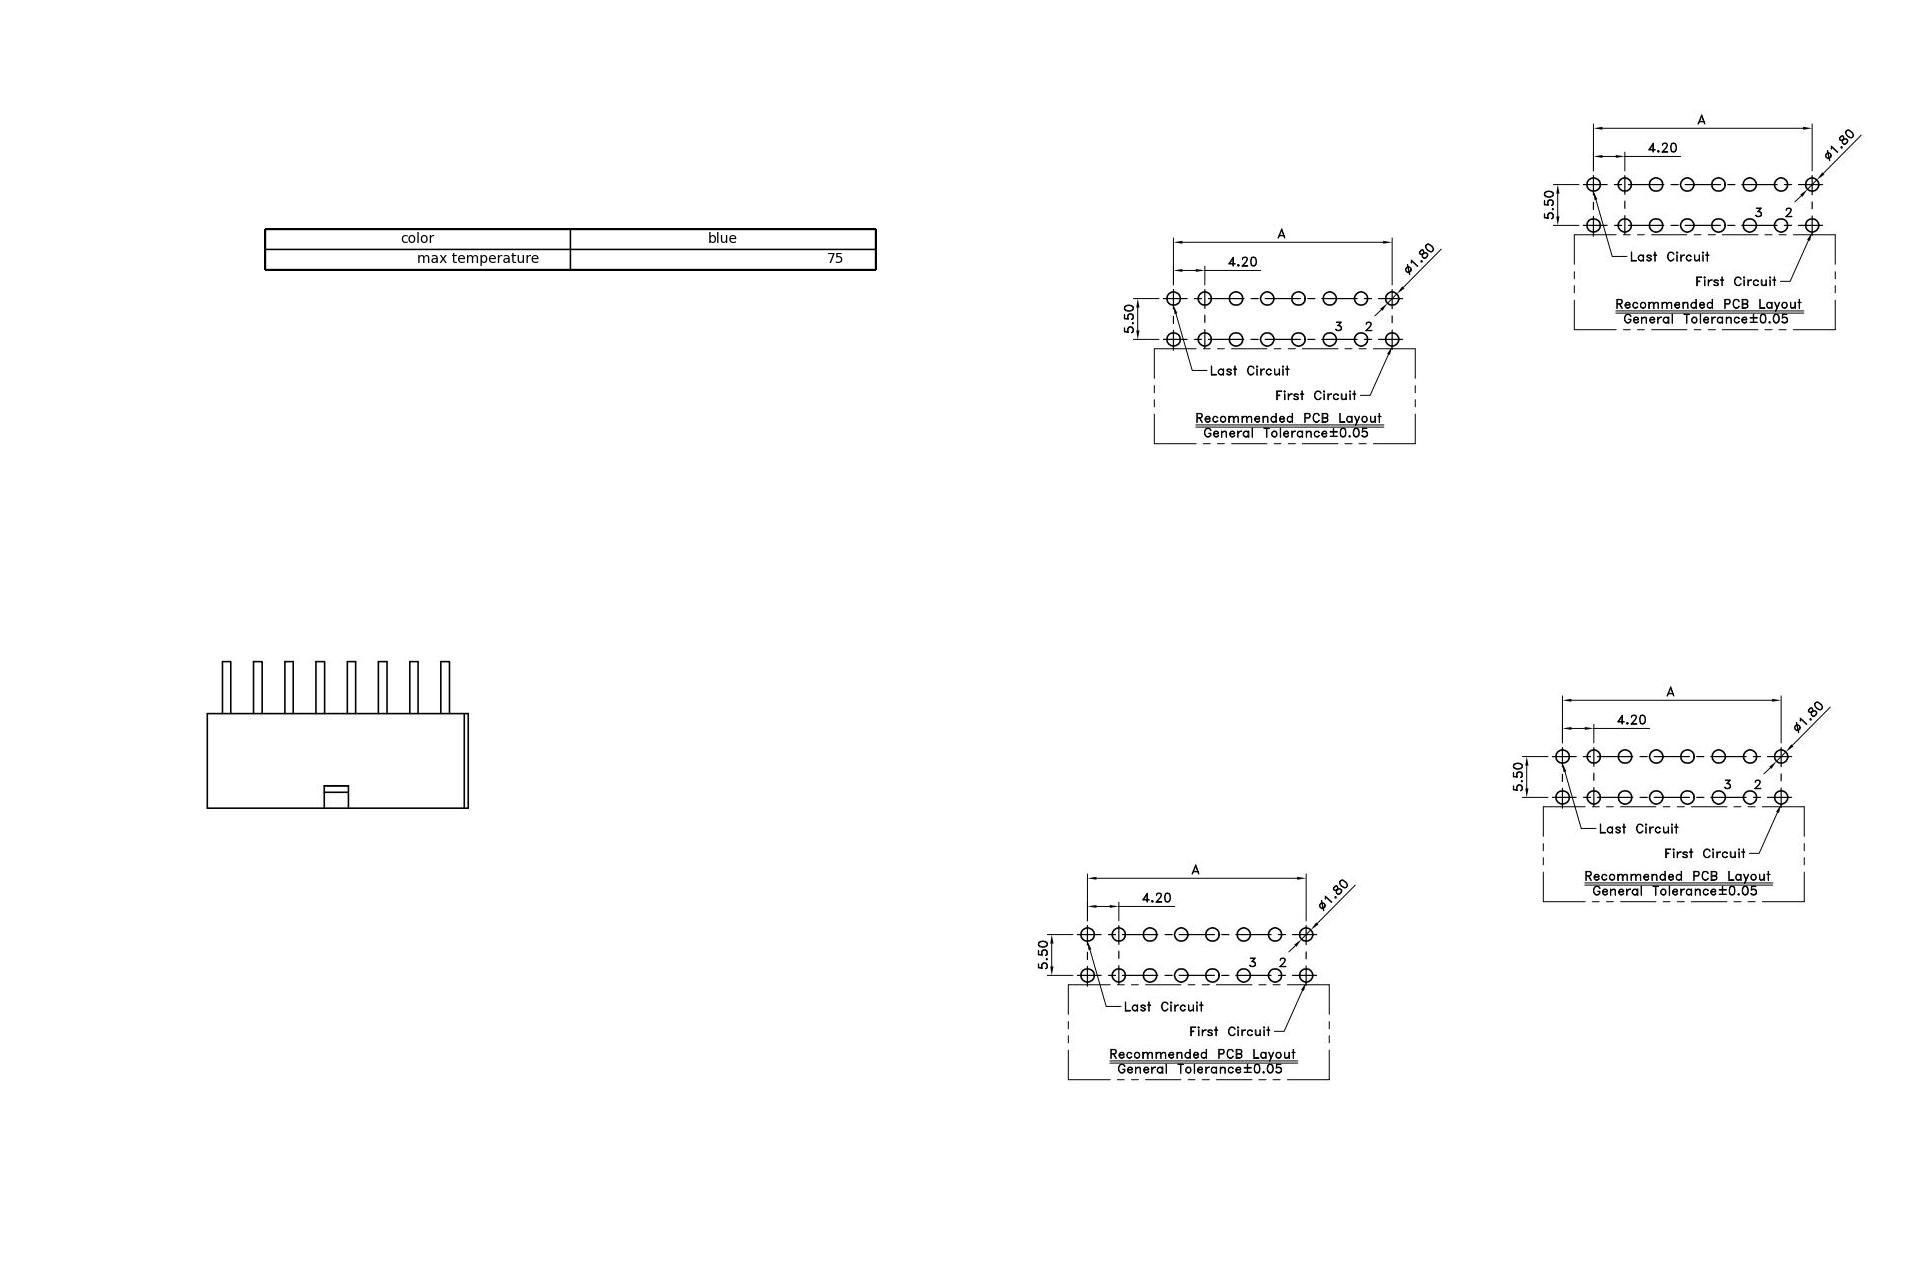 color blue
max temperature 75
A
4.20
ø1.80
5.50
3 2
Last Circuit
First Circuit
Recommended PCB Layout
General Tolerance±0.05
A
4.20
ø1.80
5.50
3 2
Last Circuit
First Circuit
Recommended PCB Layout
General Tolerance±0.05
A
4.20
ø1.80
5.50
3 2
Last Circuit
First Circuit
Recommended PCB Layout
General Tolerance±0.05
A
4.20
ø1.80
5.50
3 2
Last Circuit
First Circuit
Recommended PCB Layout
General Tolerance±0.05